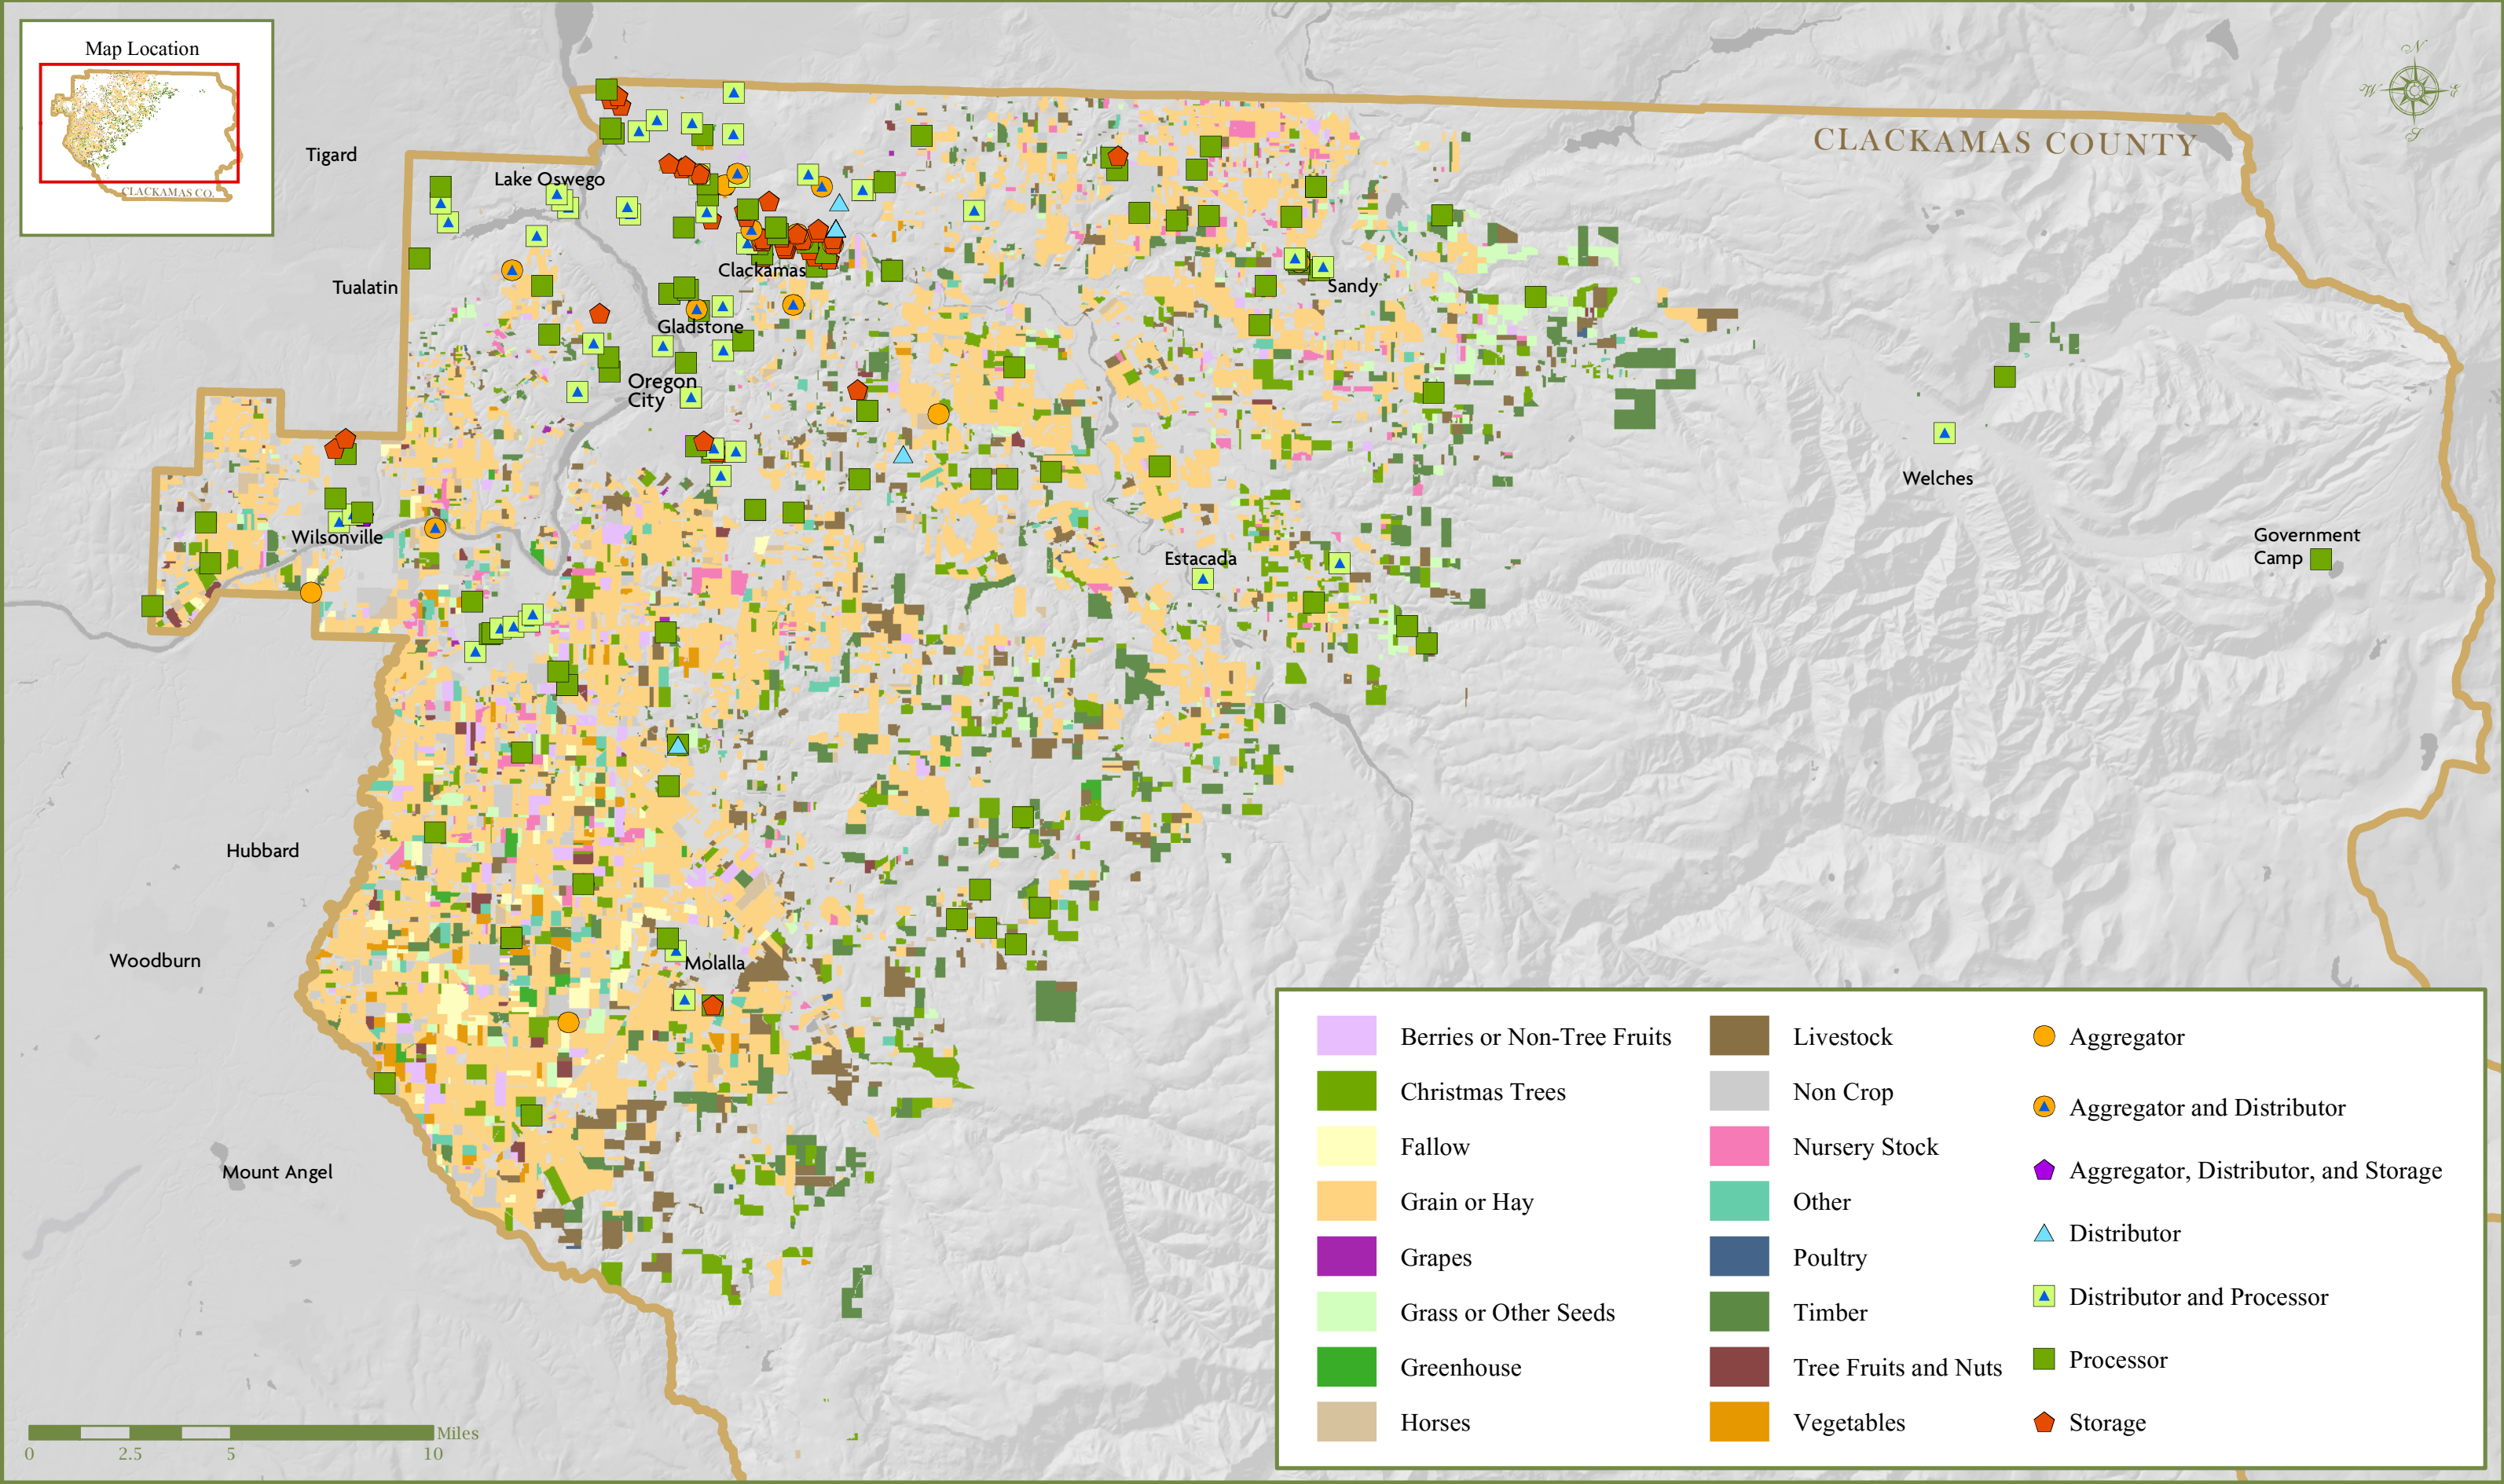 Map Location
CLACKAMAS CO.
N
W
E
S
CLACKAMAS COUNTY
Tigard
Lake Oswego
Tualatin
Clackamas
Sandy
Gladstone
Oregon
City
Welches
Wilsonville
Government
Camp
Estacada
Hubbard
Woodburn
Molalla
Mount Angel
Berries or Non-Tree Fruits
Christmas Trees
Fallow
Grain or Hay
Grapes
Grass or Other Seeds
Greenhouse
Horses
Livestock
Non Crop
Nursery Stock
Other
Poultry
Timber
Tree Fruits and Nuts
Vegetables
Aggregator
Aggregator and Distributor
Aggregator, Distributor, and Storage
Distributor
Distributor and Processor
Processor
Storage
Miles
0 2.5 5 10